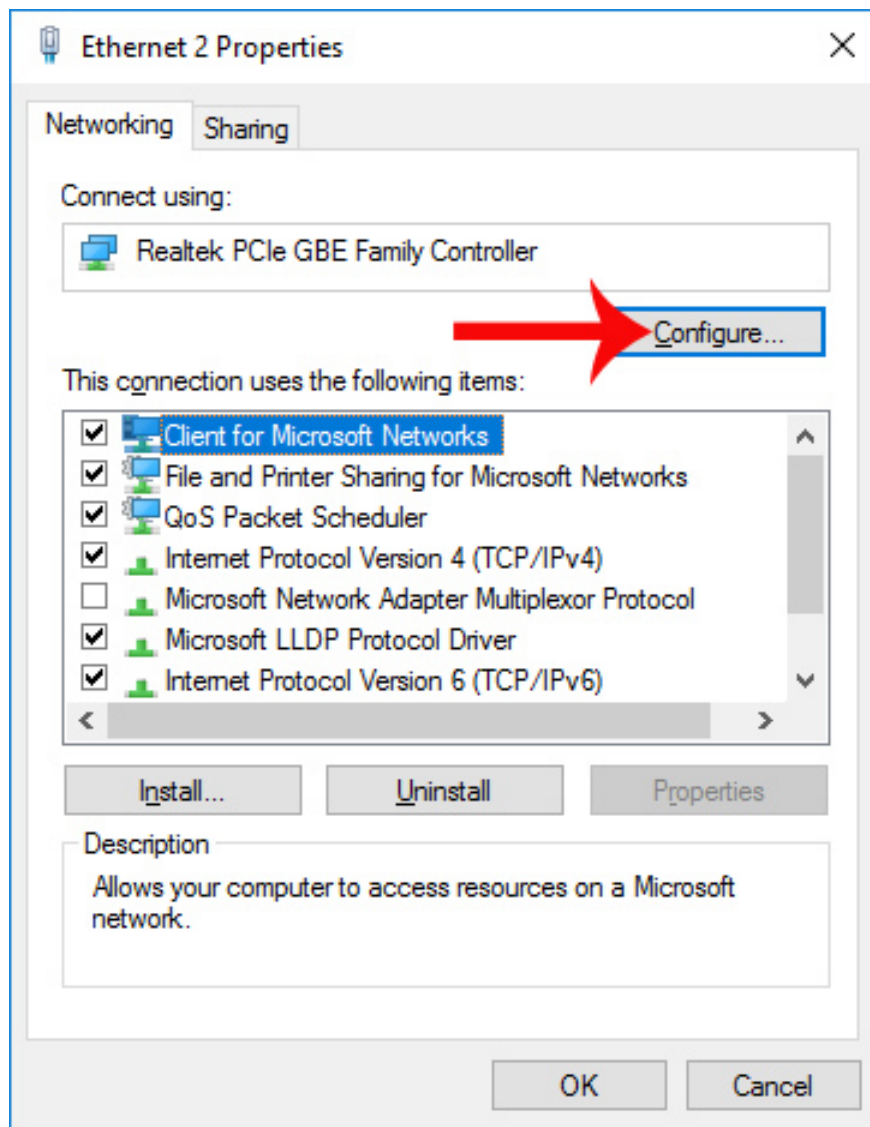 Ethernet 2 Properties
Networking
Sharing
Connect using:
Realtek PCIe GBE Family Controller
Configure...
This connection uses the following items:
Client for Microsoft Networks
File and Printer Sharing for Microsoft Networks
QoS Packet Scheduler
Internet Protocol Version 4 (TCP/IPv4)
Microsoft Network Adapter Multiplexor Protocol
Microsoft LLDP Protocol Driver
Internet Protocol Version 6 (TCP/IPv6)
Install...
Uninstall
Properties
Description
Allows your computer to access resources on a Microsoft
network.
OK
Cancel